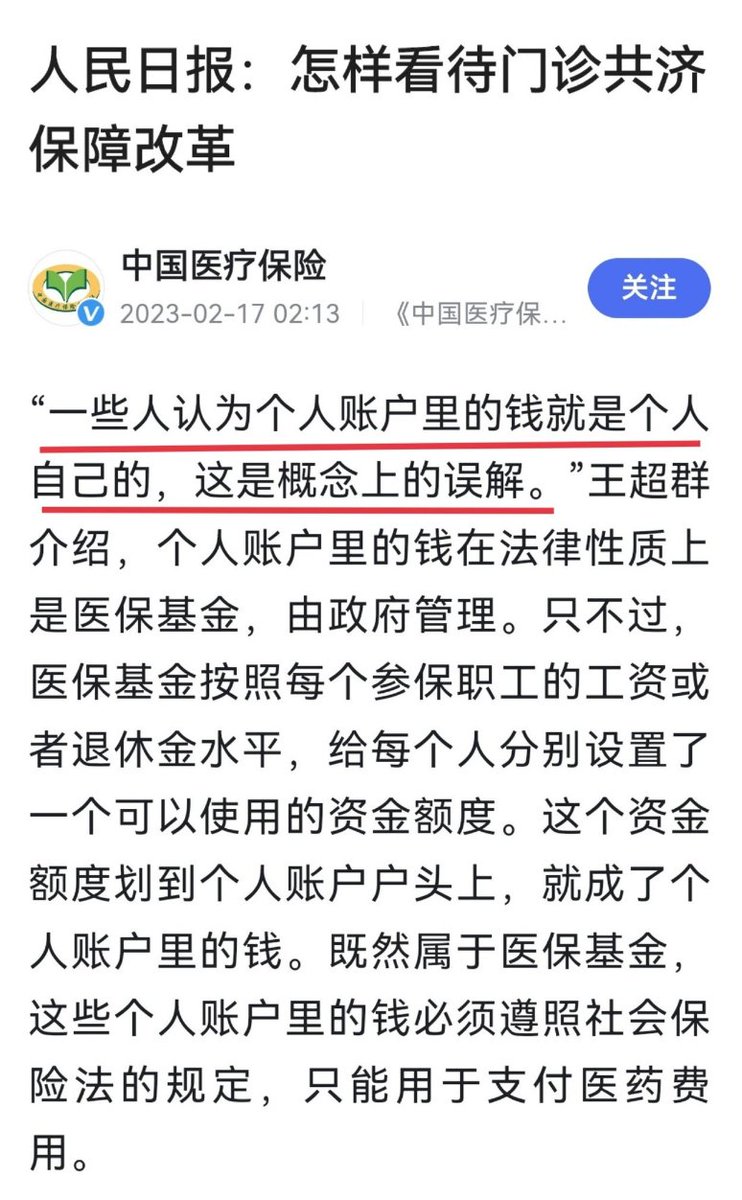 人民日报：怎样看待门诊共济
保障改革
中国医疗保险
关注
2023-02-17 02:13
《中国医疗保...
“一些人认为个人账户里的钱就是个人
自己的，这是概念上的误解。”王超群
介绍，个人账户里的钱在法律性质上
是医保基金，由政府管理。只不过，
医保基金按照每个参保职工的工资或
者退休金水平，给每个人分别设置了
一个可以使用的资金额度。这个资金
额度划到个人账户户头上，就成了个
人账户里的钱。既然属于医保基金，
这些个人账户里的钱必须遵照社会保
险法的规定，只能用于支付医药费
用。